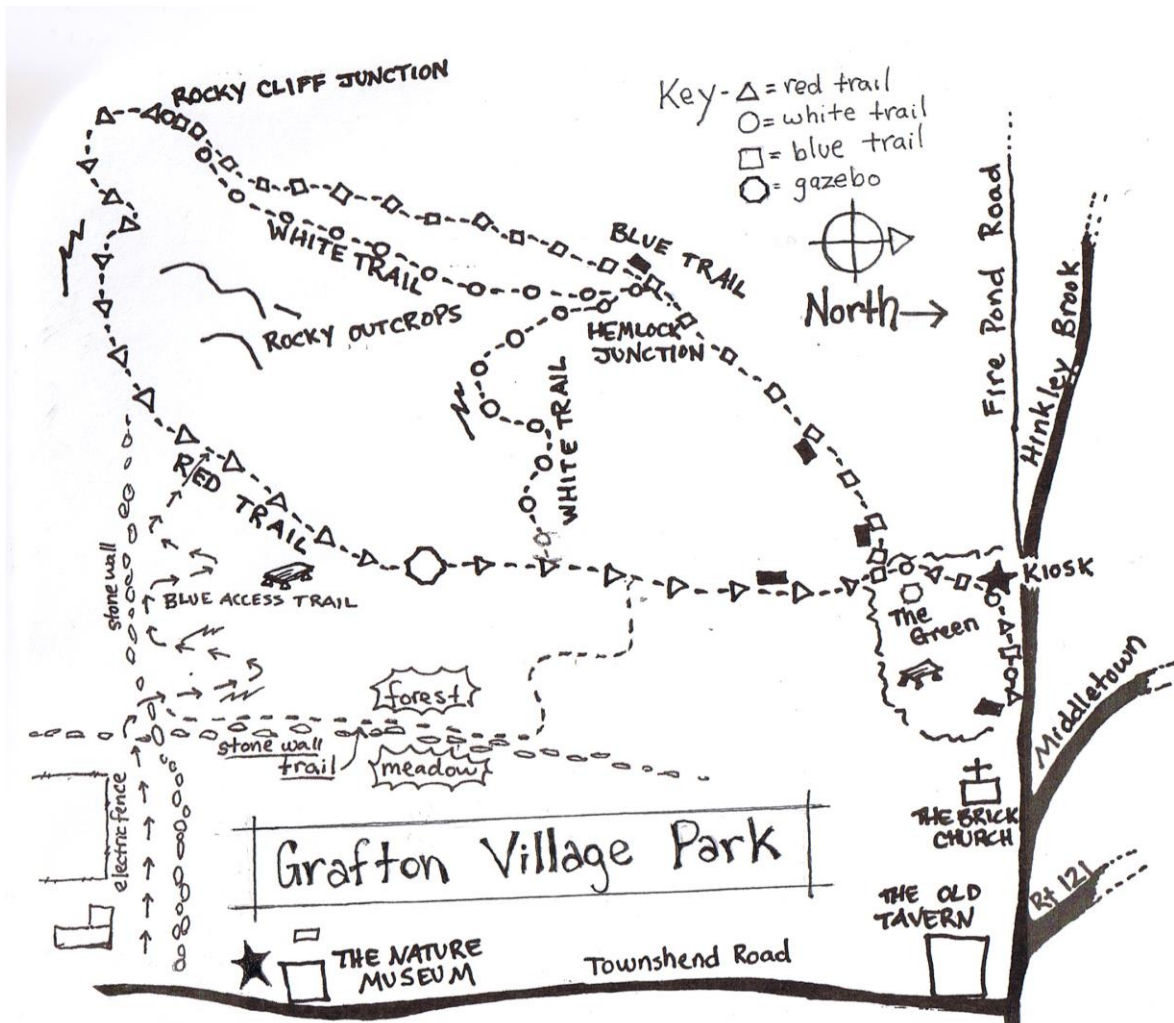 ROCKY CLIFF JUNCTION
Key - △ = red trail
○ = white trail
□ = blue trail
⬡ = gazebo
North →
Fire Pond Road
Hinkley Brook
BLUE TRAIL
WHITE TRAIL
HEMLOCK
JUNCTION
ROCKY OUTCROPS
WHITE TRAIL
RED TRAIL
stone wall
BLUE ACCESS TRAIL
KIOSK
The
Green
Middletown
forest
stone wall
trail
meadow
electric fence
THE BRICK
CHURCH
Grafton Village Park
Rt 121
THE OLD
TAVERN
THE NATURE
MUSEUM
Townshend Road